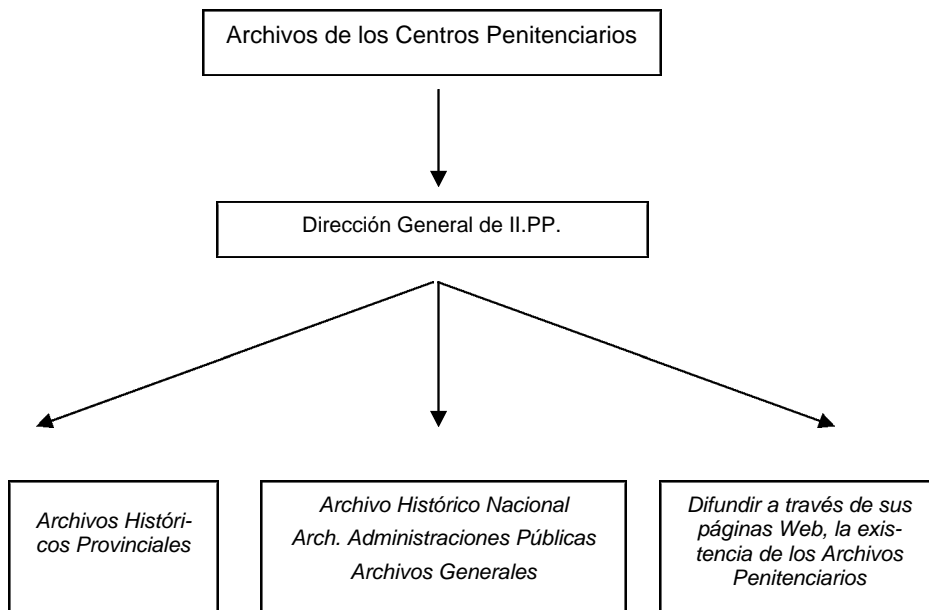 Archivos de los Centros Penitenciarios
Dirección General de II.PP.
Archivos Históri-
cos Provinciales
Archivo Histórico Nacional
Arch. Administraciones Públicas
Archivos Generales
Difundir a través de sus
páginas Web, la exis-
tencia de los Archivos
Penitenciarios